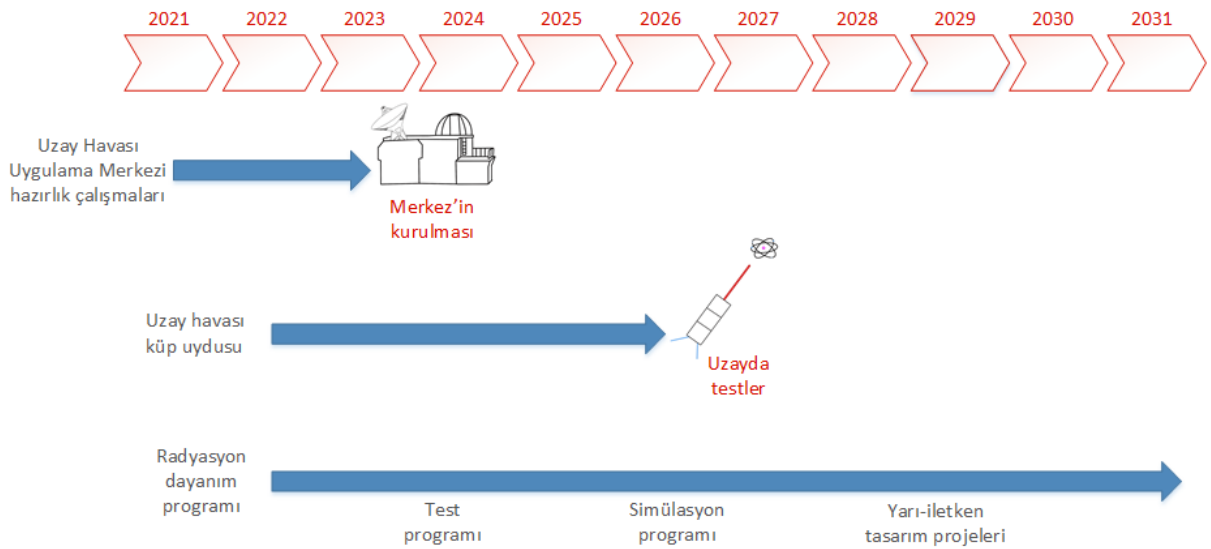 2021 2022 2023 2024 2025 2026 2027 2028 2029 2030 2031
Uzay Havası
Uygulama Merkezi
hazırlık çalışmaları
Merkez’in
kurulması
Uzay havası
küp uydusu
Uzayda
testler
Radyasyon
dayanım
programı
Test
programı
Simülasyon
programı
Yarı-iletken
tasarım projeleri